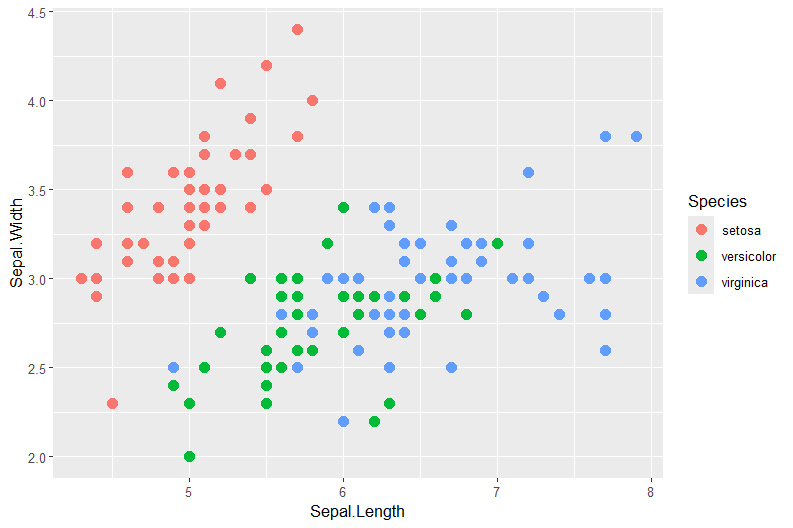 4.5
4.0
3.5
3.0
2.5
2.0
Sepal.Width
5 6 7 8
Sepal.Length
Species
setosa
versicolor
virginica